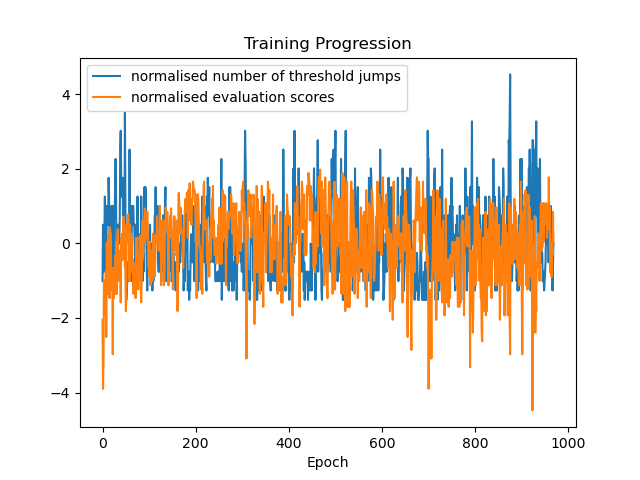 Training Progression
normalised number of threshold jumps
normalised evaluation scores
4
2
0
−2
−4
0 200 400 600 800 1000
Epoch